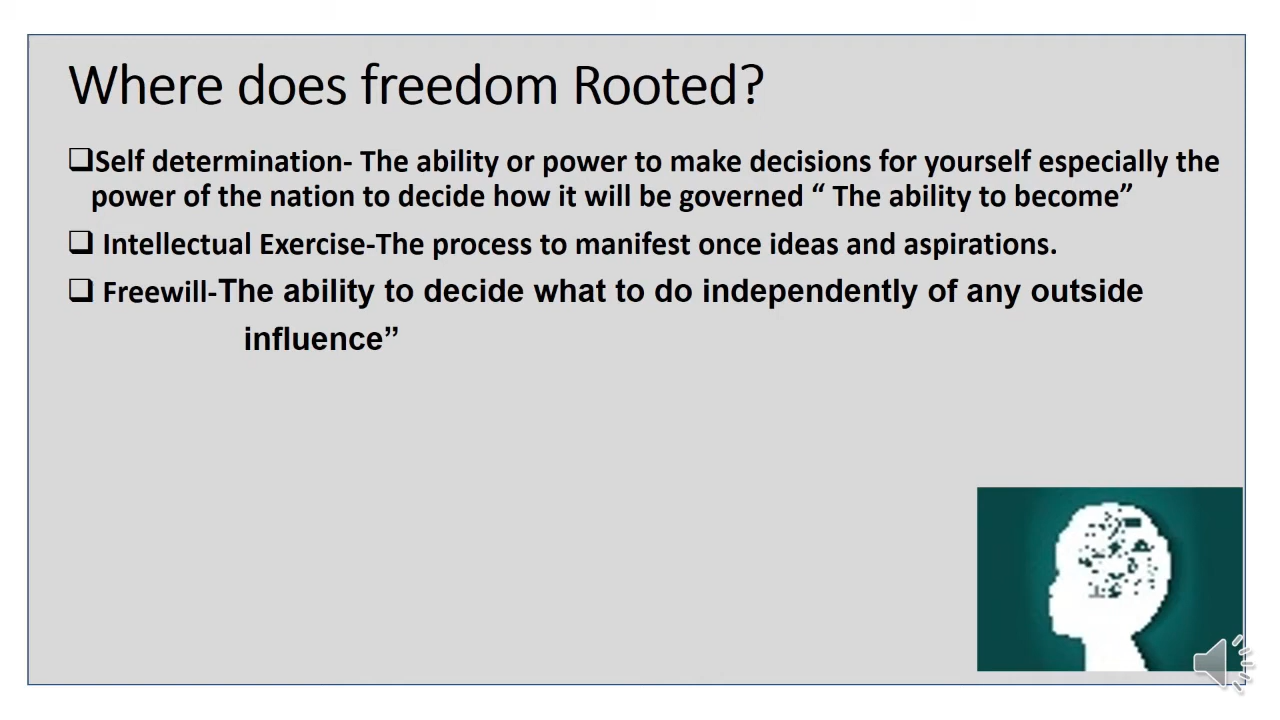 Where does freedom Rooted?
❑Self determination- The ability or power to make decisions for yourself especially the
power of the nation to decide how it will be governed “ The ability to become”
❑ Intellectual Exercise-The process to manifest once ideas and aspirations.
❑ Freewill-The ability to decide what to do independently of any outside
influence”